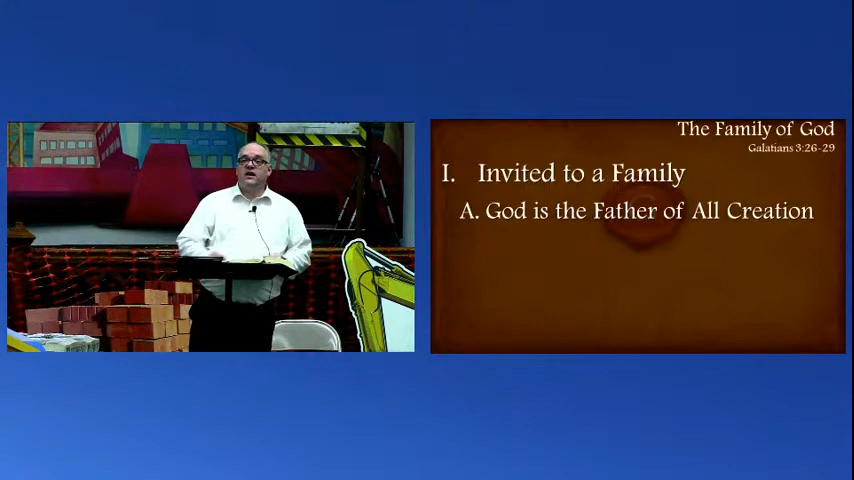 The Family of God
Galatians 3:26-29
I. Invited to a Family
A. God is the Father of All Creation